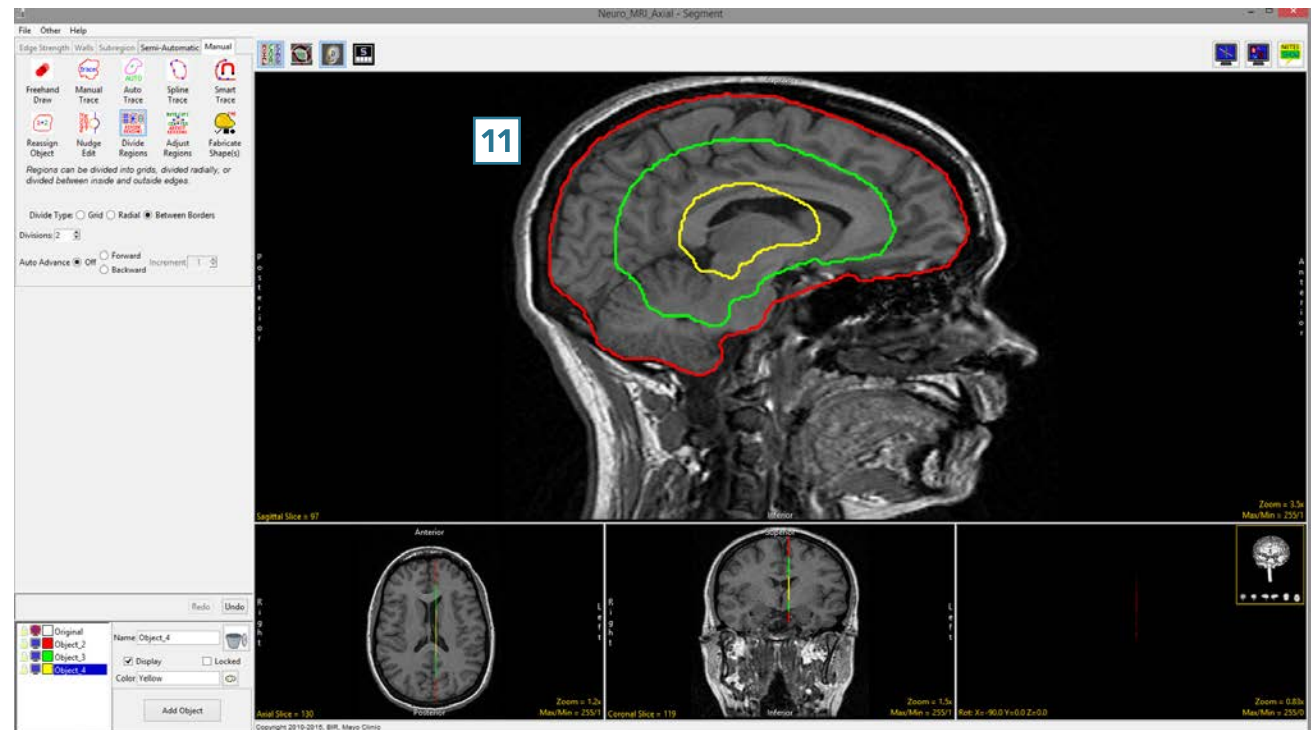 Neuro_MRI_Axial - Segment
File Other Help
Edge Strength Walls Subregion Semi-Automatic Manual
trace
AUTO
Freehand Draw
Manual Trace
Auto Trace
Spline Trace
Smart Trace
Reassign Object
Nudge Edit
Divide Regions
Adjust Regions
Fabricate Shape(s)
Regions can be divided into grids, divided radially, or
divided between inside and outside edges.
Divide Type: Grid Radial Between Borders
Divisions: 2
Auto Advance Off Forward Backward Increment 1
11
Superior
Posterior
Anterior
Inferior
Sagittal Slice = 97
Zoom = 3.5x
Max/Min = 255/1
Redo Undo
Original
Object_2
Object_3
Object_4
Name Object_4
Display Locked
Color Yellow
Add Object
Anterior
Right
Left
Posterior
Axial Slice = 130
Zoom = 1.2x
Max/Min = 255/1
Superior
Right
Left
Inferior
Coronal Slice = 119
Zoom = 1.5x
Max/Min = 255/1
Rot: X=-90.0 Y=0.0 Z=0.0
Zoom = 0.83x
Max/Min = 255/0
Copyright 2010-2015, BIR, Mayo Clinic